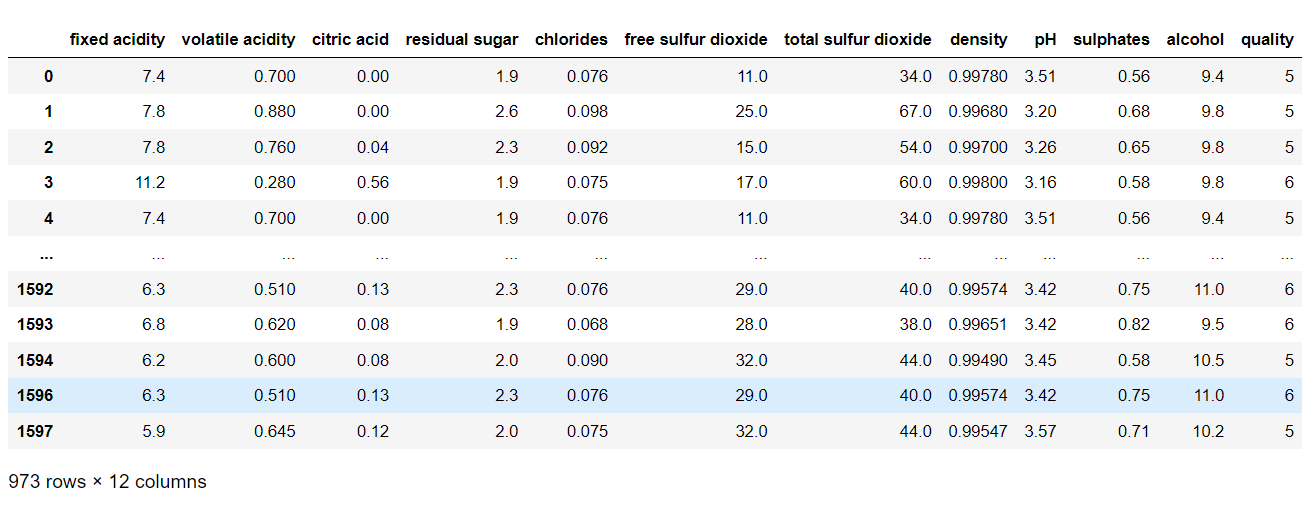 fixed acidity volatile acidity citric acid residual sugar chlorides free sulfur dioxide total sulfur dioxide density pH sulphates alcohol quality
0 7.4 0.700 0.00 1.9 0.076 11.0 34.0 0.99780 3.51 0.56 9.4 5
1 7.8 0.880 0.00 2.6 0.098 25.0 67.0 0.99680 3.20 0.68 9.8 5
2 7.8 0.760 0.04 2.3 0.092 15.0 54.0 0.99700 3.26 0.65 9.8 5
3 11.2 0.280 0.56 1.9 0.075 17.0 60.0 0.99800 3.16 0.58 9.8 6
4 7.4 0.700 0.00 1.9 0.076 11.0 34.0 0.99780 3.51 0.56 9.4 5
... ... ... ... ... ... ... ... ... ... ... ... ...
1592 6.3 0.510 0.13 2.3 0.076 29.0 40.0 0.99574 3.42 0.75 11.0 6
1593 6.8 0.620 0.08 1.9 0.068 28.0 38.0 0.99651 3.42 0.82 9.5 6
1594 6.2 0.600 0.08 2.0 0.090 32.0 44.0 0.99490 3.45 0.58 10.5 5
1596 6.3 0.510 0.13 2.3 0.076 29.0 40.0 0.99574 3.42 0.75 11.0 6
1597 5.9 0.645 0.12 2.0 0.075 32.0 44.0 0.99547 3.57 0.71 10.2 5
973 rows × 12 columns